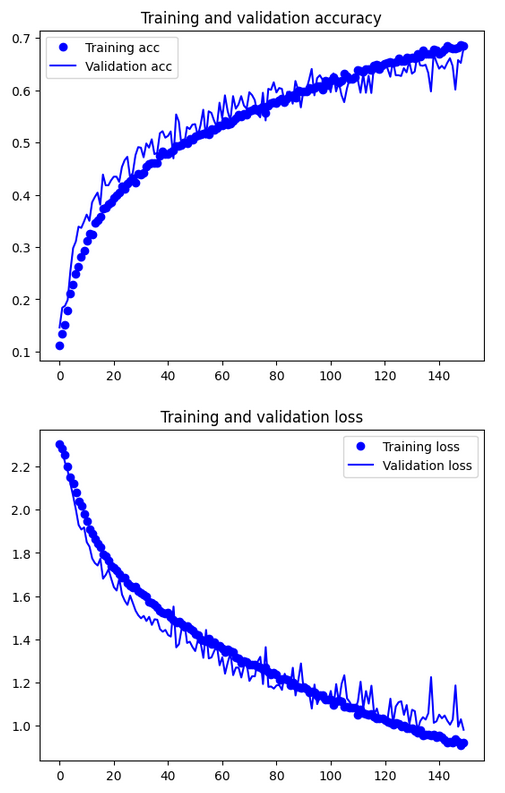 Training and validation accuracy
0.7
Training acc
Validation acc
0.6
0.5
0.4
0.3
0.2
0.1
0 20 40 60 80 100 120 140
Training and validation loss
Training loss
Validation loss
2.2
2.0
1.8
1.6
1.4
1.2
1.0
0 20 40 60 80 100 120 140